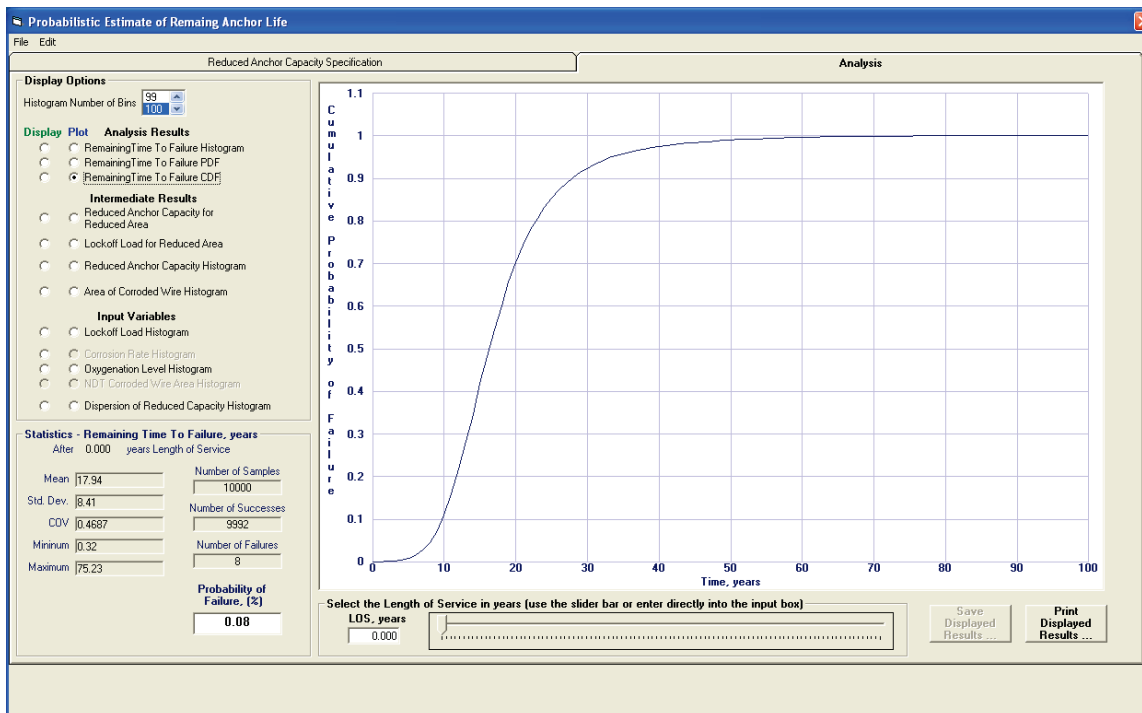 Probabilistic Estimate of Remaing Anchor Life
File Edit
Reduced Anchor Capacity Specification
Analysis
Display Options
Histogram Number of Bins
99
100
Display Plot Analysis Results
RemainingTime To Failure Histogram
RemainingTime To Failure PDF
RemainingTime To Failure CDF
Intermediate Results
Reduced Anchor Capacity for
Reduced Area
Lockoff Load for Reduced Area
Reduced Anchor Capacity Histogram
Area of Corroded Wire Histogram
Input Variables
Lockoff Load Histogram
Corrosion Rate Histogram
Oxygenation Level Histogram
NDT Corroded Wire Area Histogram
Dispersion of Reduced Capacity Histogram
Statistics - Remaining Time To Failure, years
After 0.000 years Length of Service
Mean 17.94
Std. Dev. 8.41
COV 0.4687
Mininum 0.32
Maximum 75.23
Number of Samples
10000
Number of Successes
9992
Number of Failures
8
Probability of
Failure, (%)
0.08
Cumulative Probability of Failure
1.1
1
0.9
0.8
0.7
0.6
0.5
0.4
0.3
0.2
0.1
0
0 10 20 30 40 50 60 70 80 90 100
Time, years
Select the Length of Service in years (use the slider bar or enter directly into the input box)
LOS, years
0.000
Save
Displayed
Results ...
Print
Displayed
Results ...